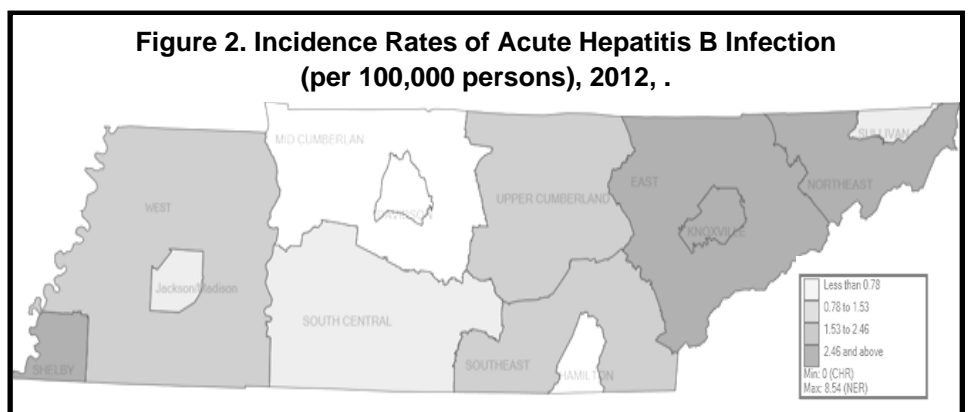 Figure 2. Incidence Rates of Acute Hepatitis B Infection
(per 100,000 persons), 2012, .
MID CUMBERLAN
SULLIVAN
WEST
UPPER CUMBERLAND
EAST
NORTHEAST
DAVIDSON
KNOXVILLE
Jackson/Madison
SOUTH CENTRAL
SHELBY
SOUTHEAST
HAMILTON
Less than 0.78
0.78 to 1.53
1.53 to 2.46
2.46 and above
Min: 0 (CHR)
Max: 8.54 (NER)